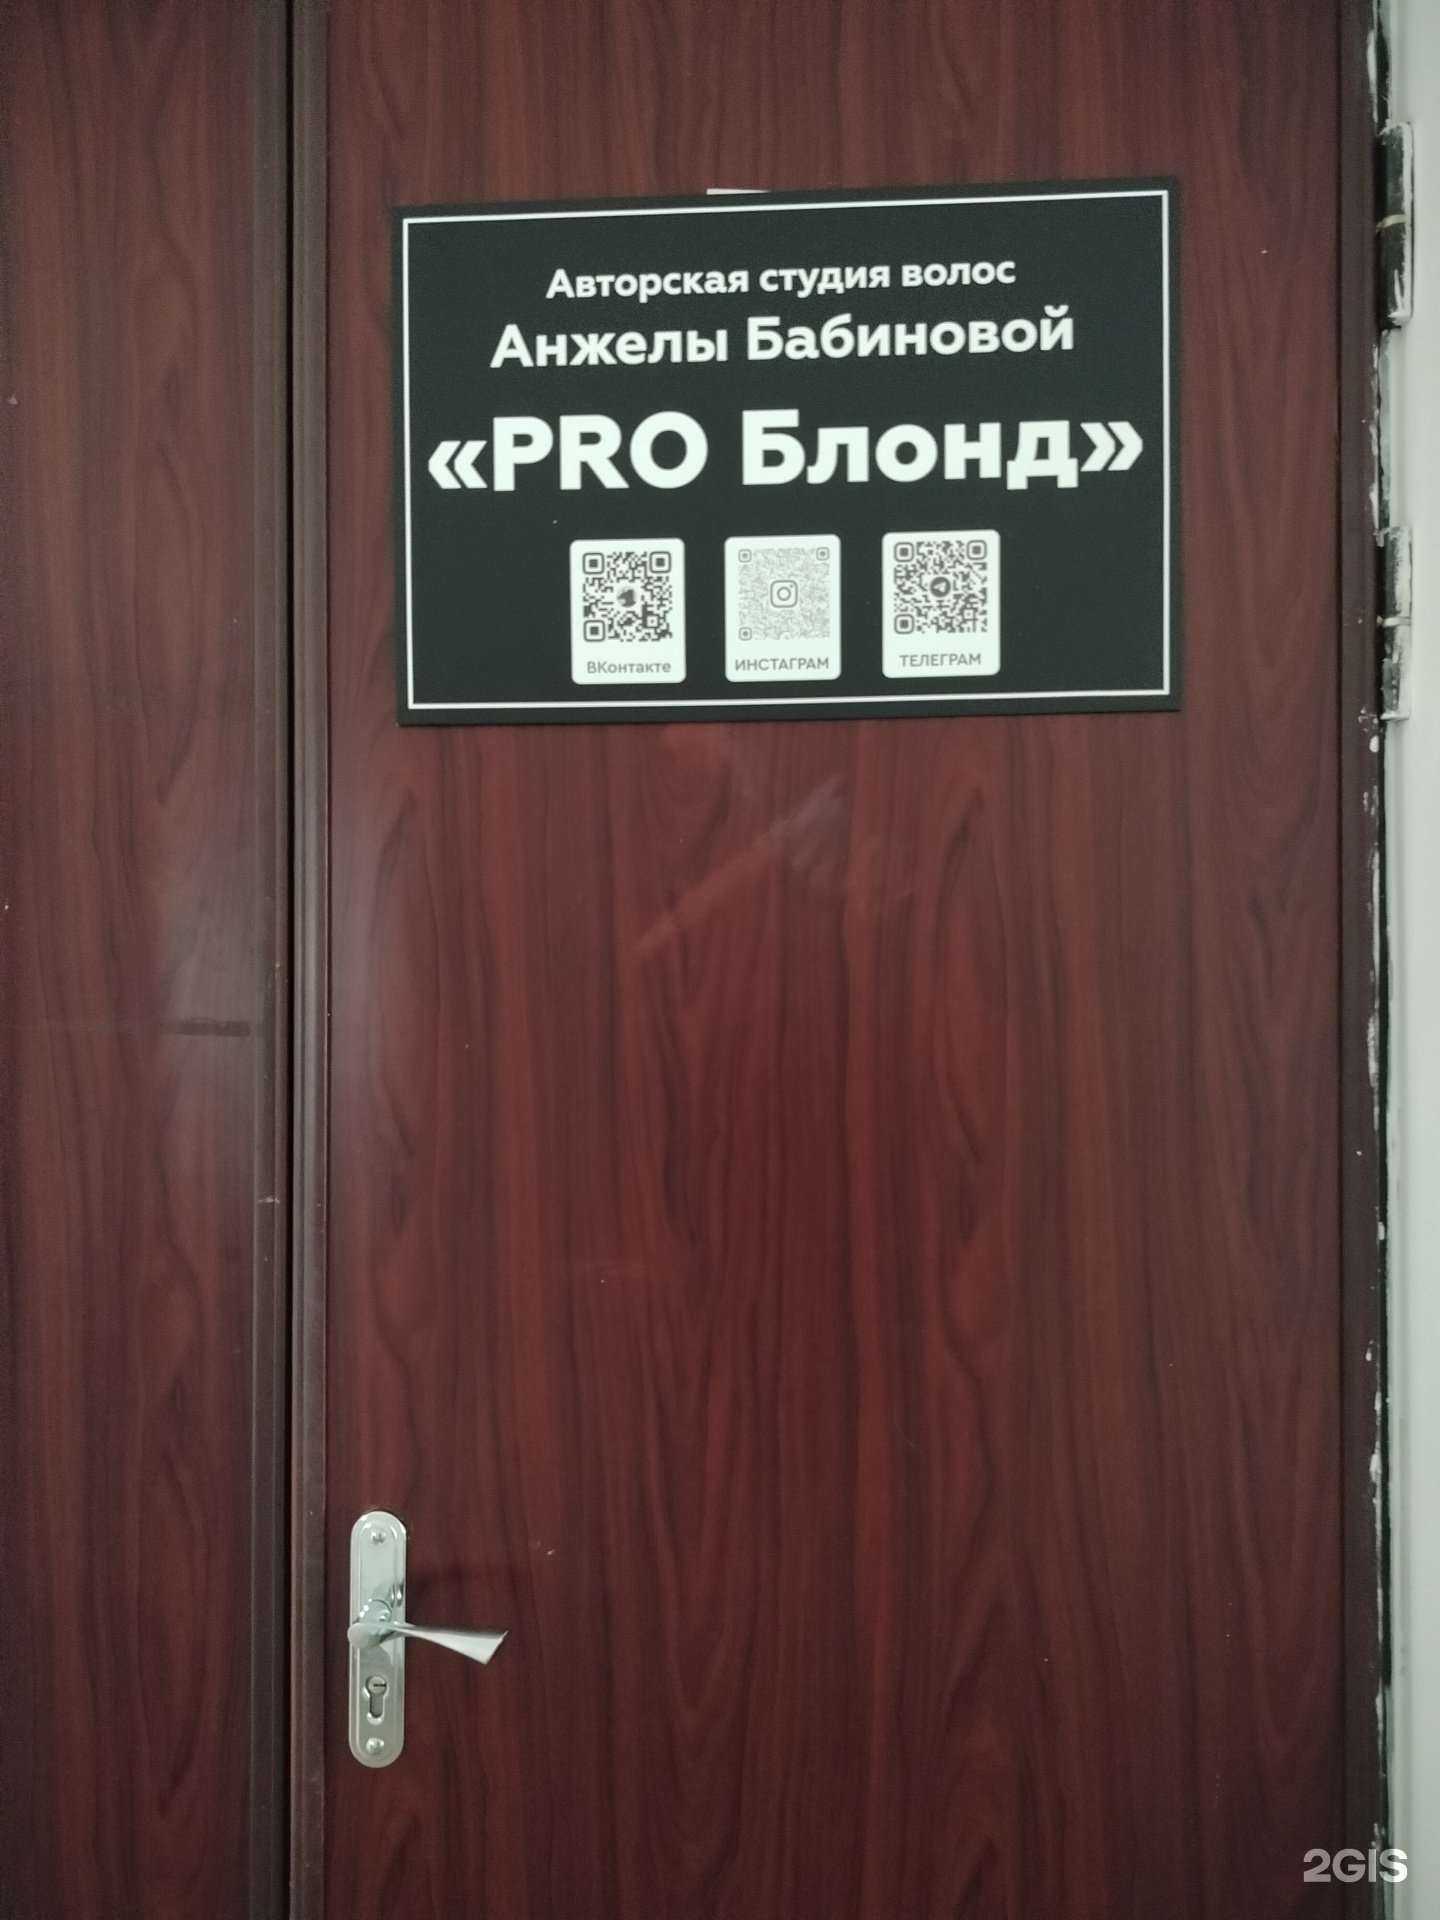 Авторская студия волос
Анжелы Бабиновой
«PRO Блонд»
ВКонтакте
ИНСТАГРАМ
ТЕЛЕГРАМ
2GIS